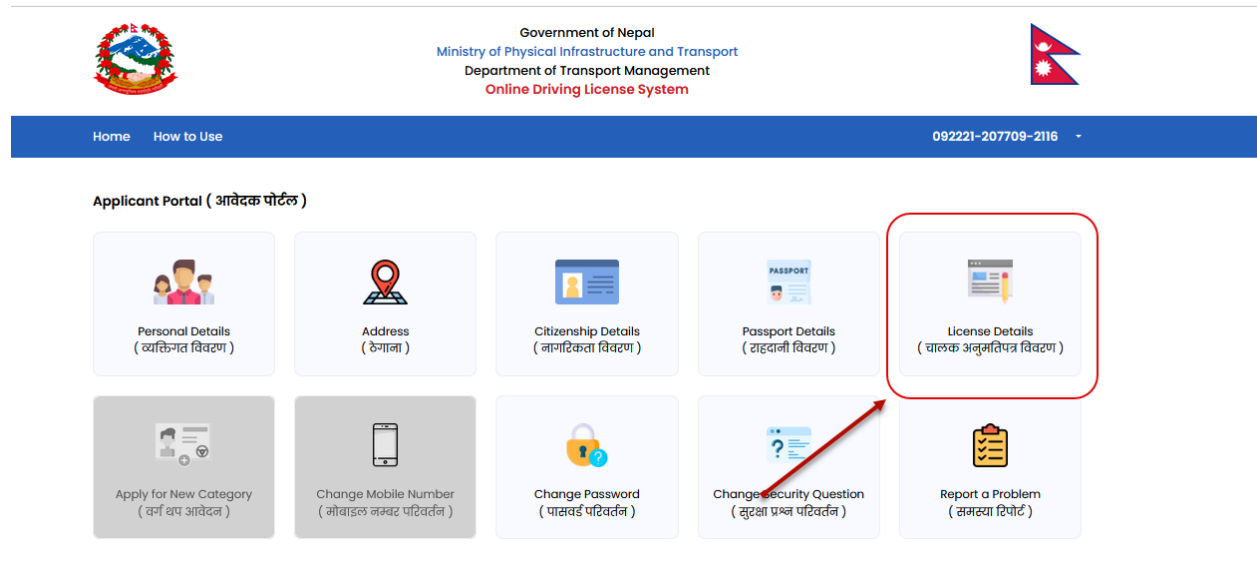 Government of Nepal
Ministry of Physical Infrastructure and Transport
Department of Transport Management
Online Driving License System
Home How to Use 092221-207709-2116
Applicant Portal ( आवेदक पोर्टल )
Personal Details
( व्यक्तिगत विवरण )
Address
( ठेगाना )
Citizenship Details
( नागरिकता विवरण )
PASSPORT
Passport Details
( राहदानी विवरण )
License Details
( चालक अनुमतिपत्र विवरण )
Apply for New Category
( वर्ग थप आवेदन )
Change Mobile Number
( मोबाइल नम्बर परिवर्तन )
Change Password
( पासवर्ड परिवर्तन )
Change Security Question
( सुरक्षा प्रश्न परिवर्तन )
Report a Problem
( समस्या रिपोर्ट )